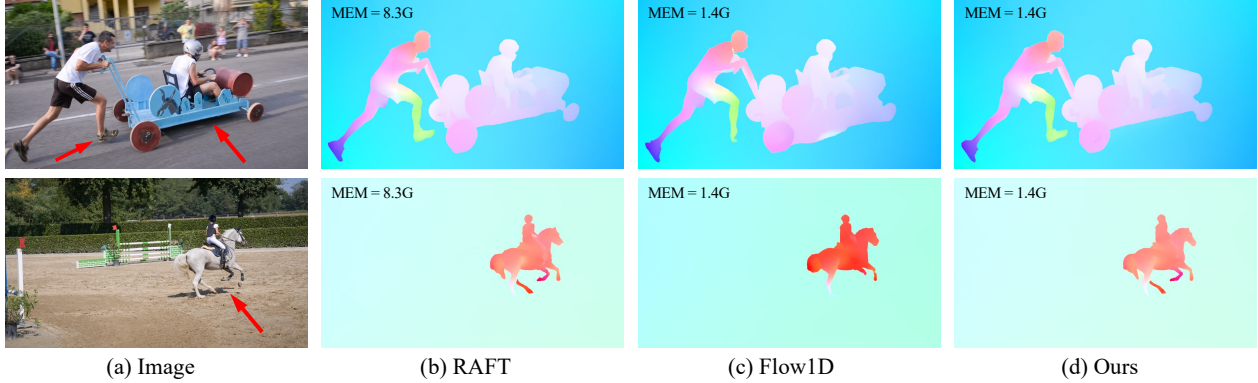 MEM = 8.3G
MEM = 1.4G
MEM = 1.4G
MEM = 8.3G
MEM = 1.4G
MEM = 1.4G
(a) Image
(b) RAFT
(c) Flow1D
(d) Ours